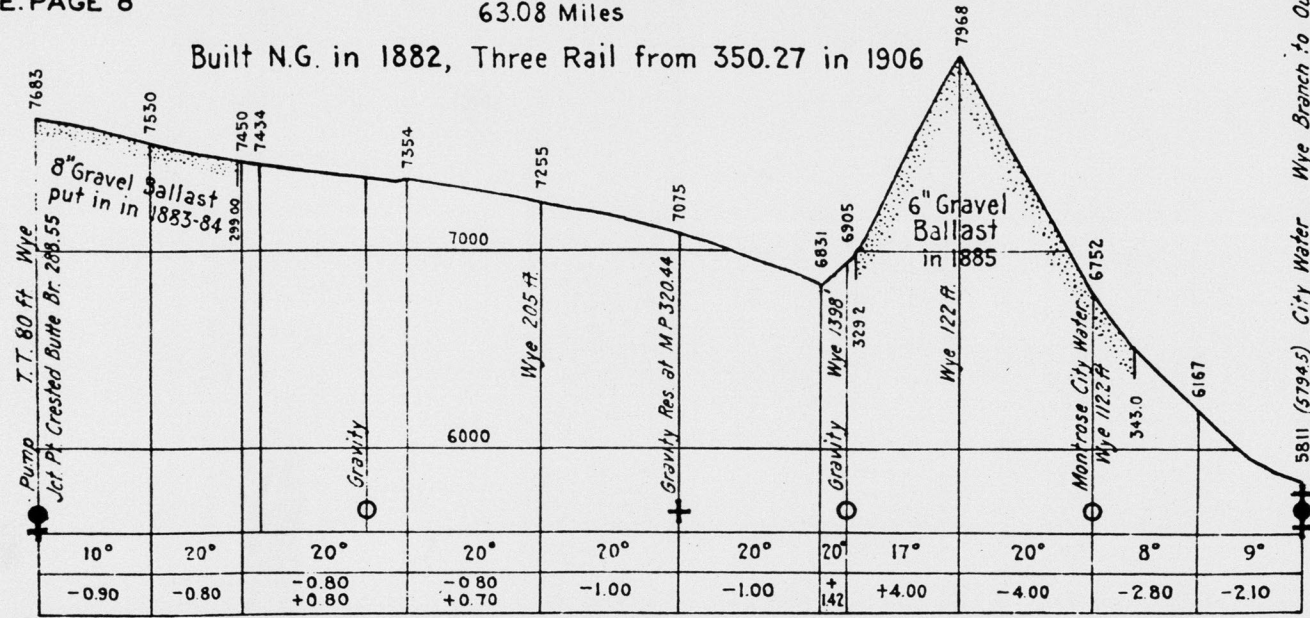 E. PAGE 8
63.08 Miles
Built N.G. in 1882, Three Rail from 350.27 in 1906
7683
7530
7450
7434
7354
7255
7075
6831
6905
7968
6752
6167
5811 (5794.5) City Water Wye Branch to
8" Gravel Ballast
put in in 1883-84
299.00
6" Gravel
Ballast
in 1885
329.2
343.0
7000
6000
Pump T.T. 80 ft Wye
Jct. Pt. Crested Butte Br. 288.55
Gravity
Wye 205 ft.
Gravity Res. at M.P. 320.44
Gravity Wye 1398'
Wye 122 ft.
Montrose City Water
Wye 112.2 ft
10° 20° 20° 20° 20° 20° 20° 17° 20° 8° 9°
-0.90 -0.80 -0.80 -0.80 -1.00 -1.00 + +4.00 -4.00 -2.80 -2.10
+0.80 +0.70 1.42